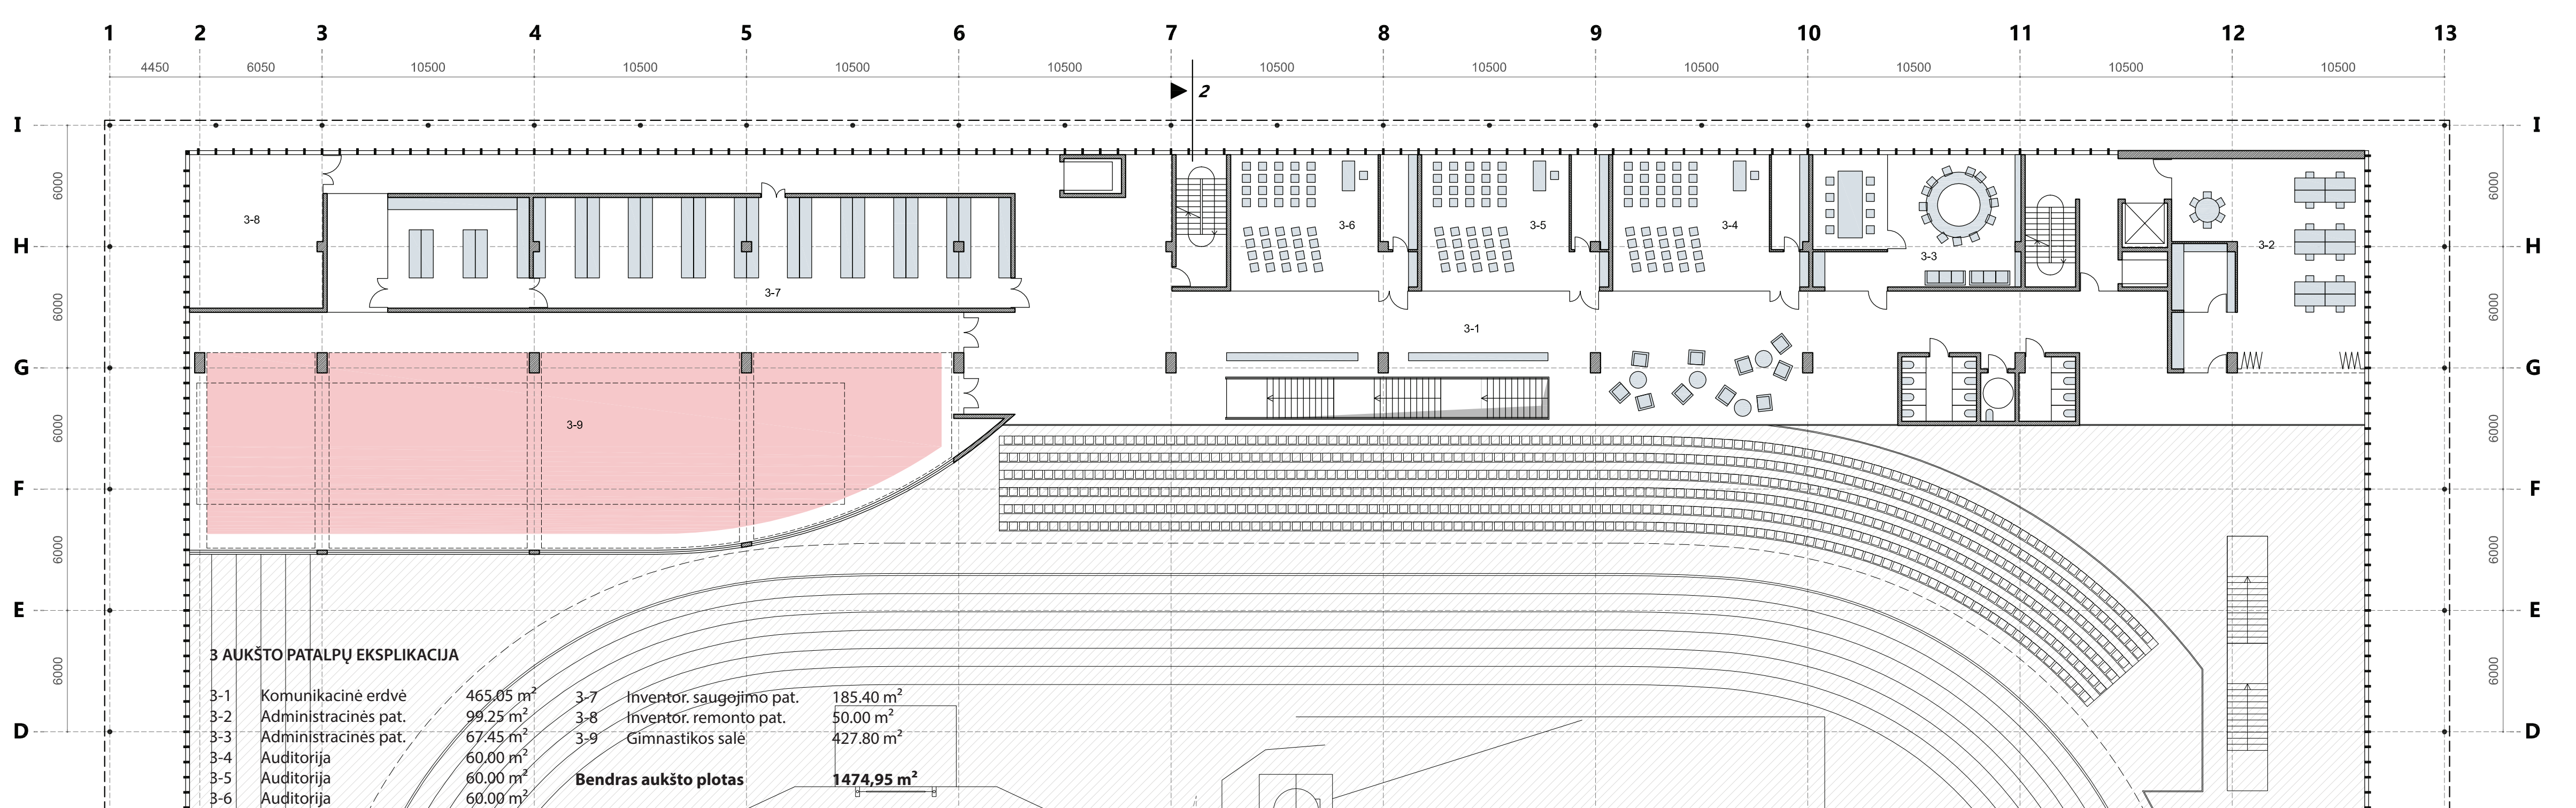 1 2 3 4 5 6 7 8 9 10 11 12 13
4450 6050 10500 10500 10500 10500 10500 10500 10500 10500 10500 10500
2
I I
6000 6000
3-8 3-6 3-5 3-4 3-3 3-2
H H
3-7
6000 6000
3-1
G G
3-9
6000 6000
F F
6000 6000
E E
6000 6000
3 AUKŠTO PATALPŲ EKSPLIKACIJA
3-1 Komunikacinė erdvė 465.05 m²
3-2 Administracinės pat. 99.25 m²
3-3 Administracinės pat. 67.45 m²
3-4 Auditorija 60.00 m²
3-5 Auditorija 60.00 m²
3-6 Auditorija 60.00 m²
3-7 Inventor. saugojimo pat. 185.40 m²
3-8 Inventor. remonto pat. 50.00 m²
3-9 Gimnastikos salė 427.80 m²
Bendras aukšto plotas 1474,95 m²
D D